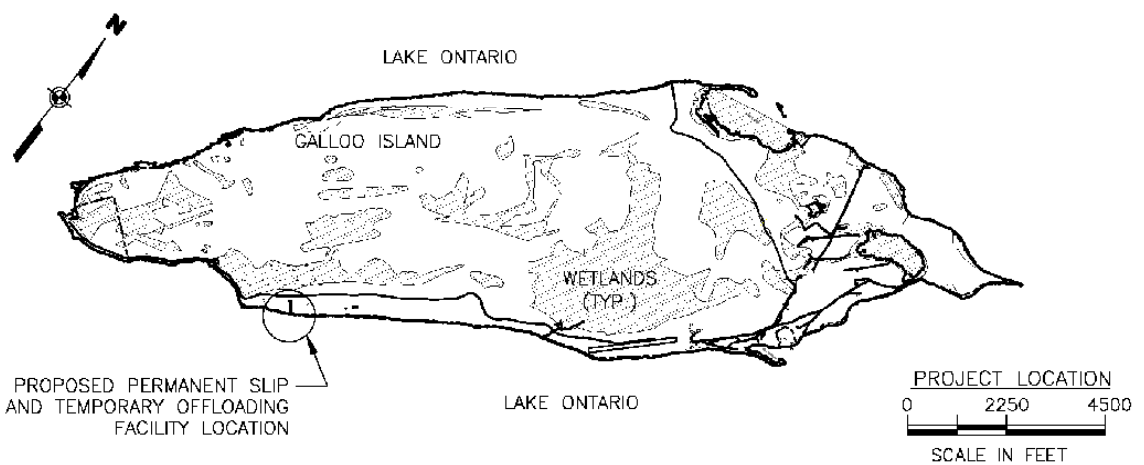 N
LAKE ONTARIO
GALLOO ISLAND
WETLANDS
(TYP.)
PROPOSED PERMANENT SLIP
AND TEMPORARY OFFLOADING
FACILITY LOCATION
LAKE ONTARIO
PROJECT LOCATION
0 2250 4500
SCALE IN FEET